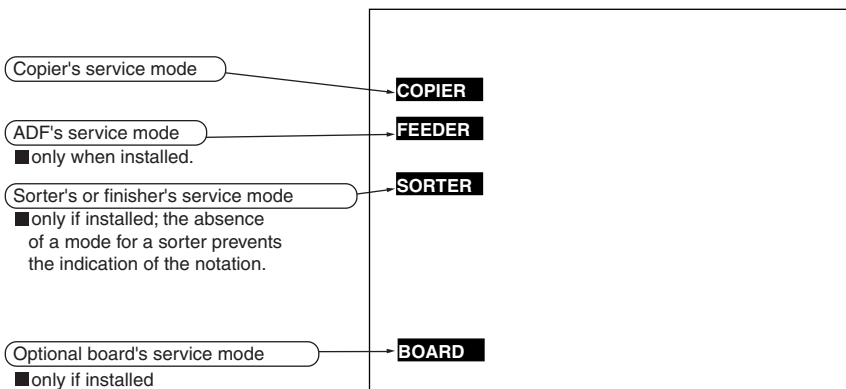 Copier's service mode
COPIER
ADF's service mode
FEEDER
■only when installed.
Sorter's or finisher's service mode
SORTER
■only if installed; the absence
of a mode for a sorter prevents
the indication of the notation.
Optional board's service mode
BOARD
■only if installed